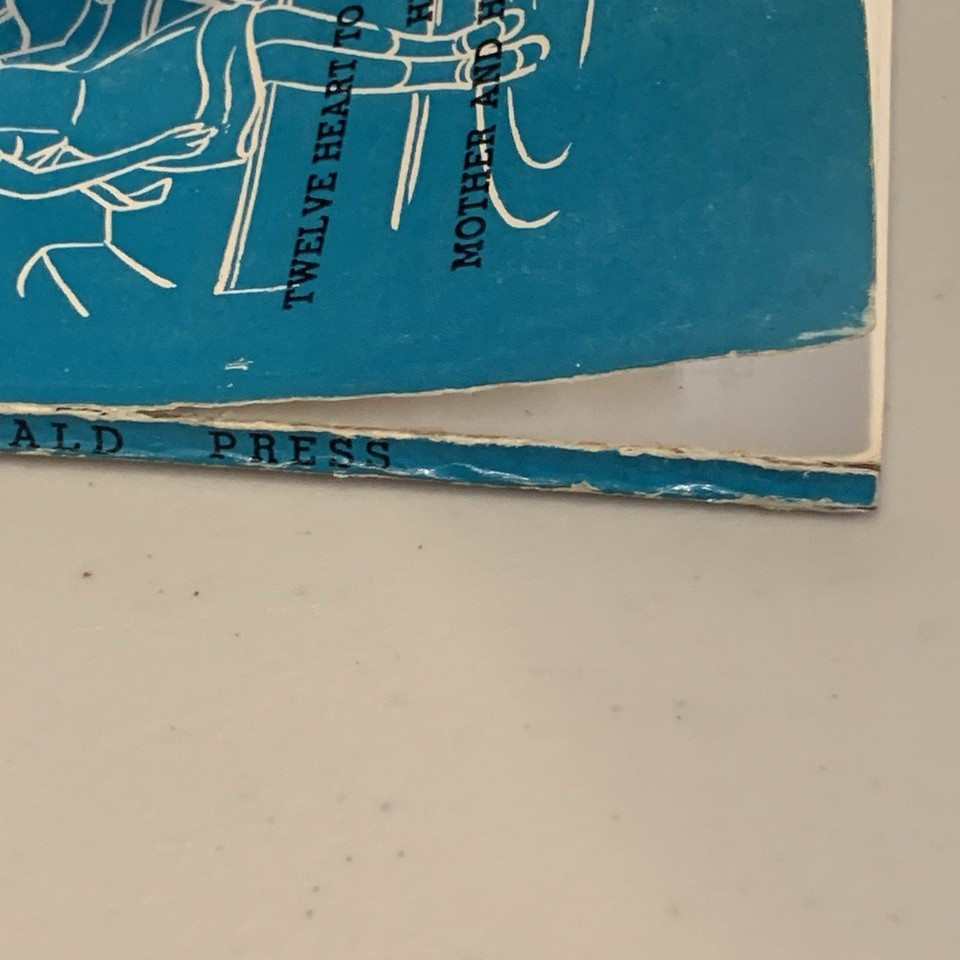 TWELVE HEART TO
H
MOTHER AND H
ALD PRESS